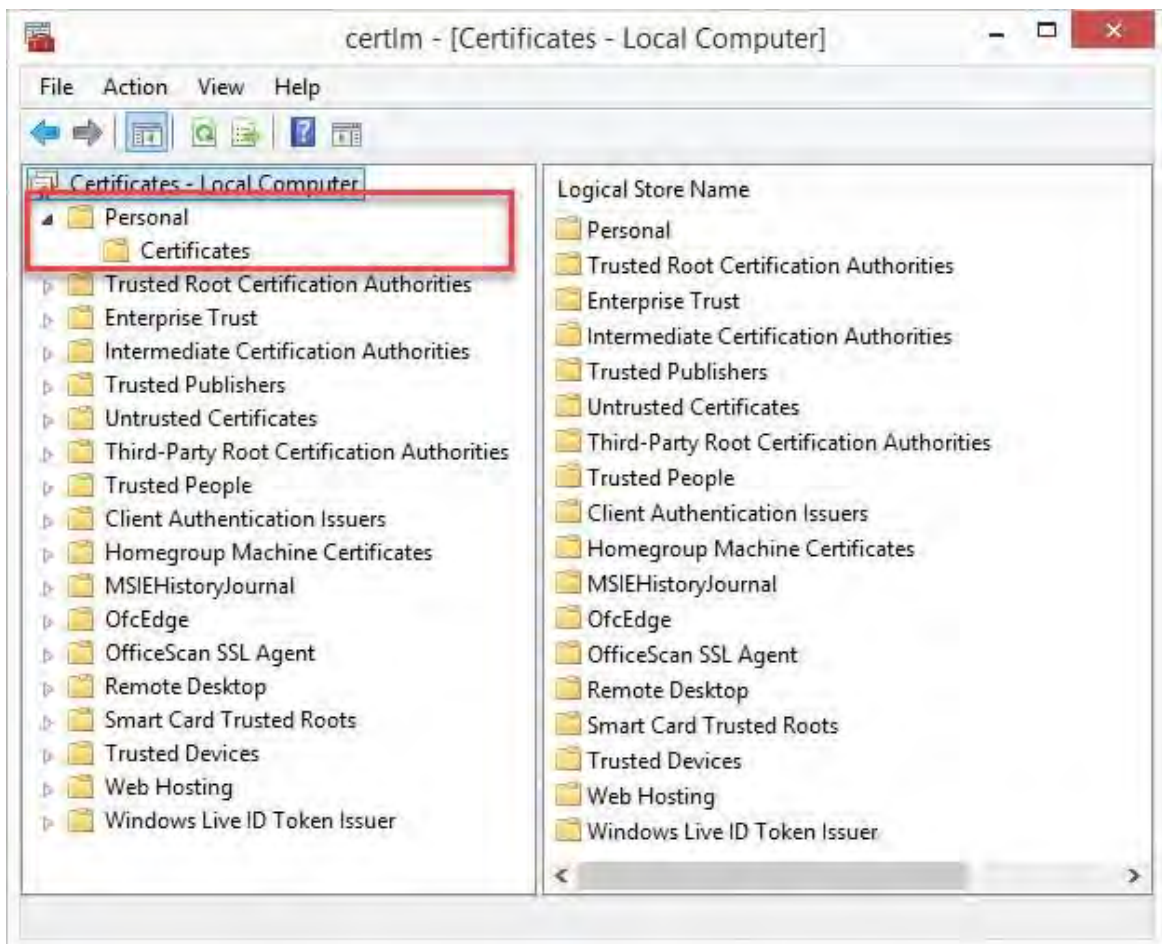 certlm - [Certificates - Local Computer]
File Action View Help
Certificates - Local Computer
Personal
Certificates
Trusted Root Certification Authorities
Enterprise Trust
Intermediate Certification Authorities
Trusted Publishers
Untrusted Certificates
Third-Party Root Certification Authorities
Trusted People
Client Authentication Issuers
Homegroup Machine Certificates
MSIEHistoryJournal
OfcEdge
OfficeScan SSL Agent
Remote Desktop
Smart Card Trusted Roots
Trusted Devices
Web Hosting
Windows Live ID Token Issuer
Logical Store Name
Personal
Trusted Root Certification Authorities
Enterprise Trust
Intermediate Certification Authorities
Trusted Publishers
Untrusted Certificates
Third-Party Root Certification Authorities
Trusted People
Client Authentication Issuers
Homegroup Machine Certificates
MSIEHistoryJournal
OfcEdge
OfficeScan SSL Agent
Remote Desktop
Smart Card Trusted Roots
Trusted Devices
Web Hosting
Windows Live ID Token Issuer